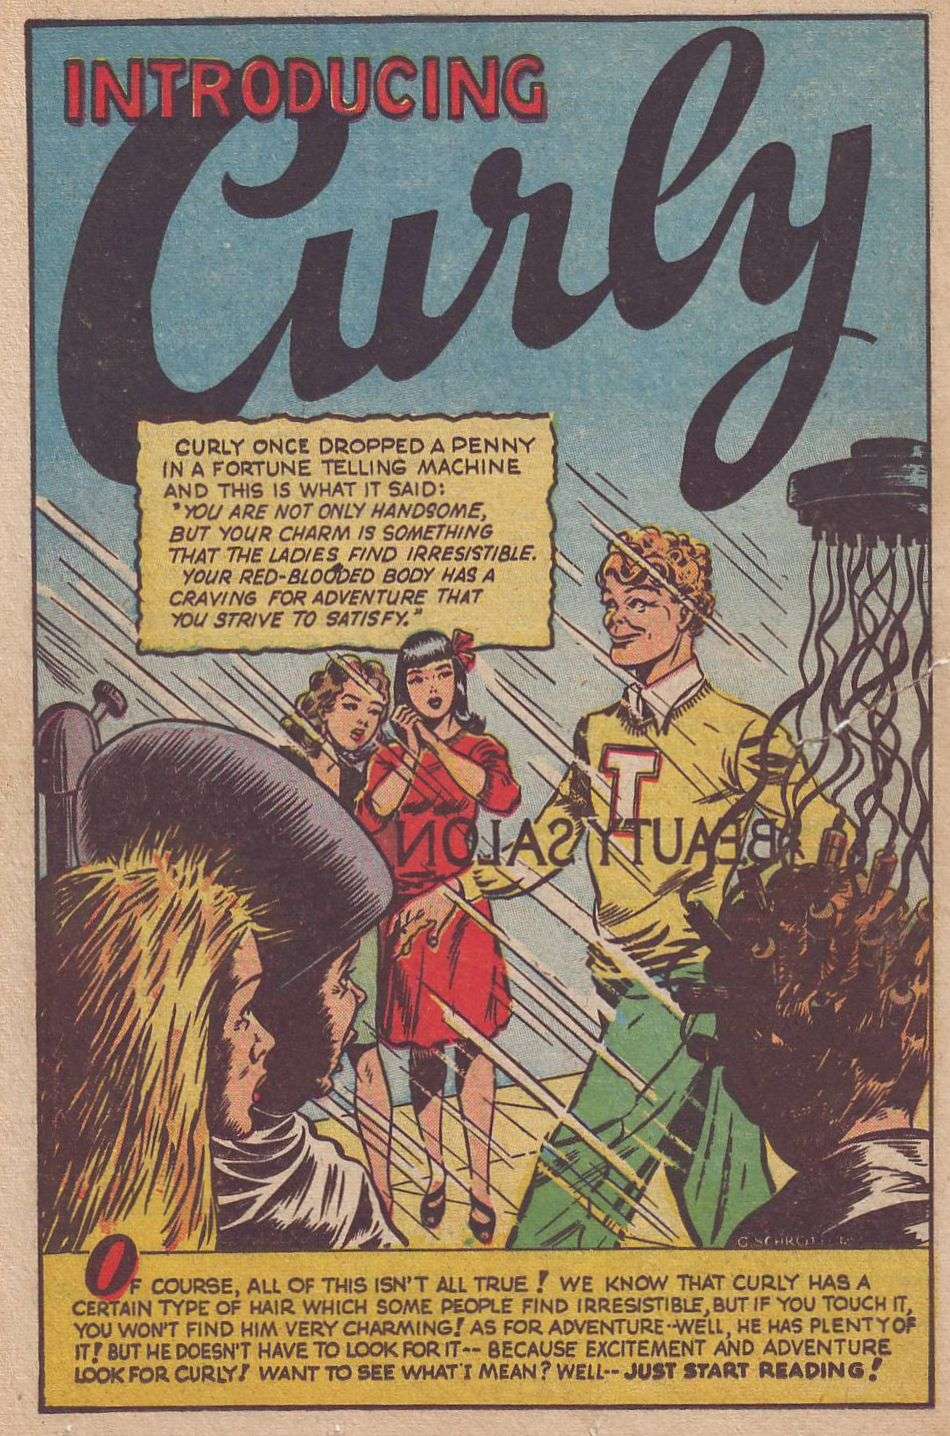 INTRODUCING
Curly
CURLY ONCE DROPPED A PENNY
IN A FORTUNE TELLING MACHINE
AND THIS IS WHAT IT SAID:
"YOU ARE NOT ONLY HANDSOME,
BUT YOUR CHARM IS SOMETHING
THAT THE LADIES FIND IRRESISTIBLE.
YOUR RED-BLOODED BODY HAS A
CRAVING FOR ADVENTURE THAT
YOU STRIVE TO SATISFY."
I
BEAUTY SALON
OF COURSE, ALL OF THIS ISN'T ALL TRUE! WE KNOW THAT CURLY HAS A
CERTAIN TYPE OF HAIR WHICH SOME PEOPLE FIND IRRESISTIBLE, BUT IF YOU TOUCH IT,
YOU WON'T FIND HIM VERY CHARMING! AS FOR ADVENTURE--WELL, HE HAS PLENTY OF
IT! BUT HE DOESN'T HAVE TO LOOK FOR IT-- BECAUSE EXCITEMENT AND ADVENTURE
LOOK FOR CURLY! WANT TO SEE WHAT I MEAN? WELL-- JUST START READING!